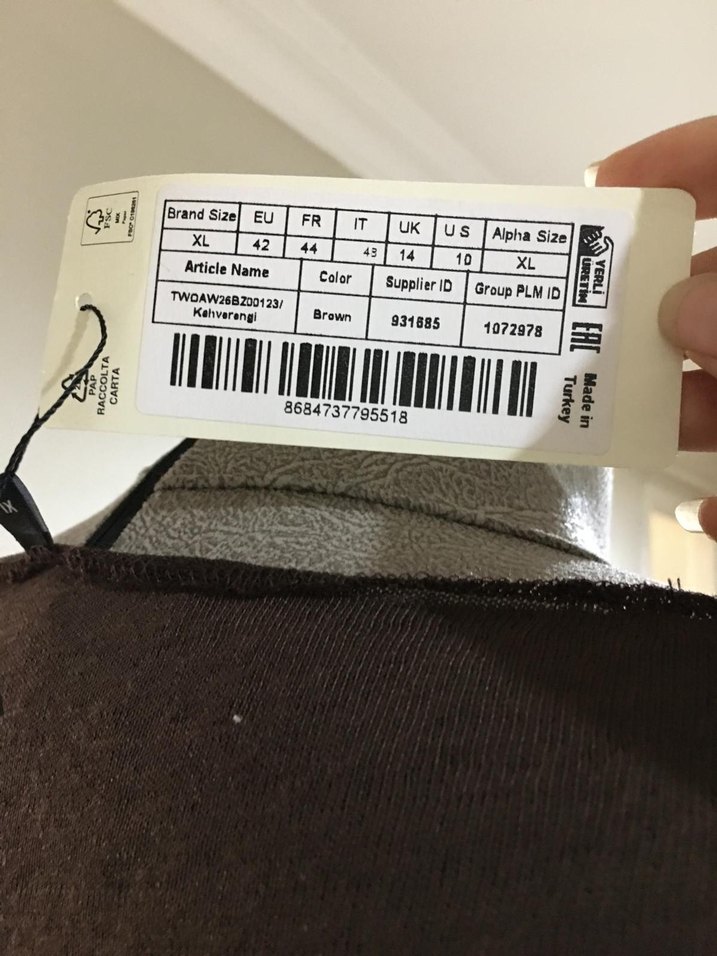 FSC
MIX
Paper
Brand Size EU FR IT UK U S Alpha Size
XL 42 44 48 14 10 XL
Article Name Color Supplier ID Group PLM ID
TWOAW26BZ00123/
Kahverengi
Brown 931685 1072978
8684737795518
YERLİ
ÜRETİM
EAC
Made in
Turkey
PAP
RACCOLTA
CARTA
XL